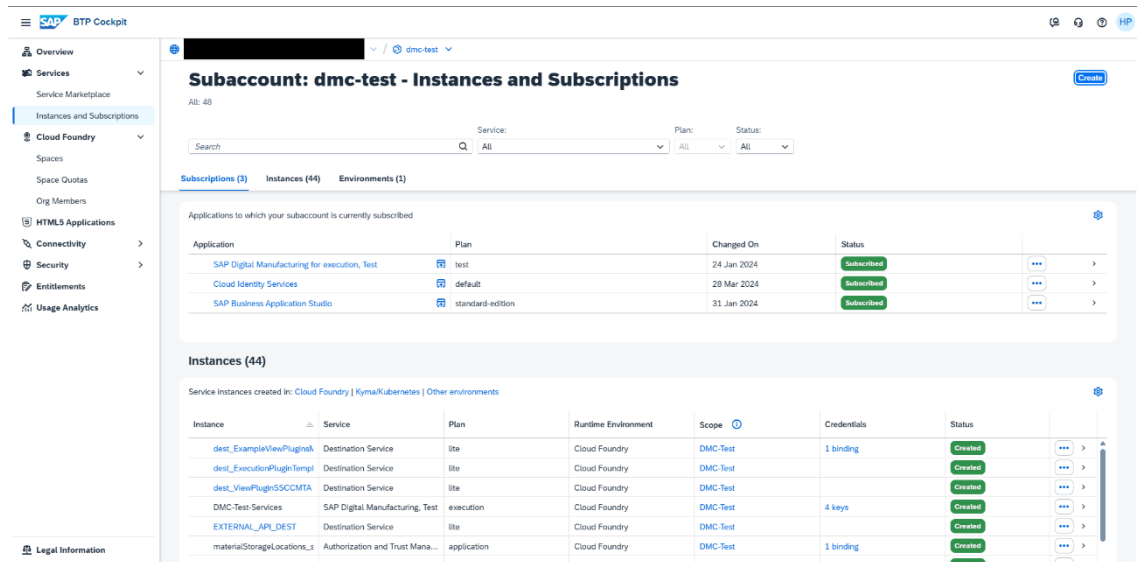 SAP BTP Cockpit
HP
Overview
Services
Service Marketplace
Instances and Subscriptions
Cloud Foundry
Spaces
Space Quotas
Org Members
HTML5 Applications
Connectivity
Security
Entitlements
Usage Analytics
Legal Information
/ dmc-test
Subaccount: dmc-test - Instances and Subscriptions
Create
All: 48
Service: Plan: Status:
Search All All All
Subscriptions (3) Instances (44) Environments (1)
Applications to which your subaccount is currently subscribed
Application Plan Changed On Status
SAP Digital Manufacturing for execution, Test test 24 Jan 2024 Subscribed
Cloud Identity Services default 28 Mar 2024 Subscribed
SAP Business Application Studio standard-edition 31 Jan 2024 Subscribed
Instances (44)
Service instances created in: Cloud Foundry | Kyma/Kubernetes | Other environments
Instance Service Plan Runtime Environment Scope Credentials Status
dest_ExampleViewPlugins Destination Service lite Cloud Foundry DMC-Test 1 binding Created
dest_ExecutionPluginTempl Destination Service lite Cloud Foundry DMC-Test Created
dest_ViewPluginSSCCMTA Destination Service lite Cloud Foundry DMC-Test Created
DMC-Test-Services SAP Digital Manufacturing, Test execution Cloud Foundry DMC-Test 4 keys Created
EXTERNAL_API_DEST Destination Service lite Cloud Foundry DMC-Test Created
materialStorageLocations_s Authorization and Trust Mana... application Cloud Foundry DMC-Test 1 binding Created